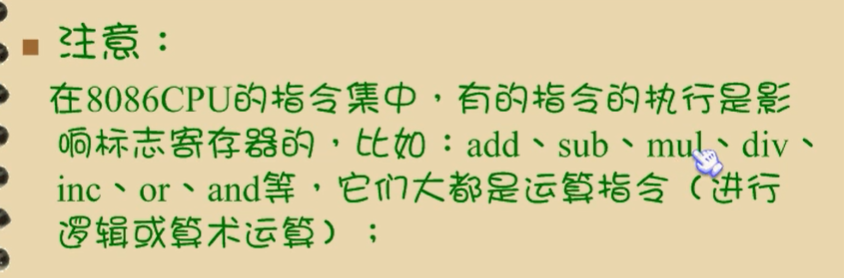 注意：
在8086CPU的指令集中，有的指令的执行是影
响标志寄存器的，比如：add、sub、mul、div、
inc、or、and等，它们大都是运算指令（进行
逻辑或算术运算）；